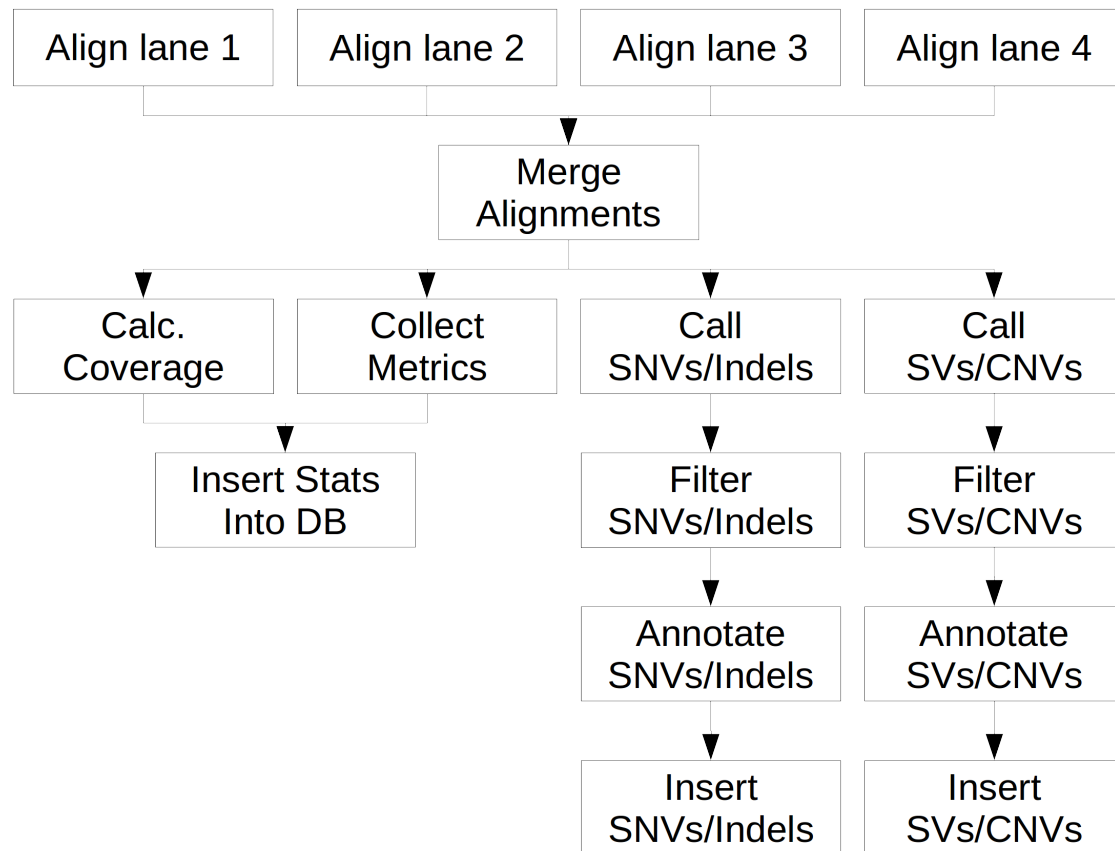 Align lane 1
Align lane 2
Align lane 3
Align lane 4
Merge
Alignments
Calc.
Coverage
Collect
Metrics
Call
SNVs/Indels
Call
SVs/CNVs
Insert Stats
Into DB
Filter
SNVs/Indels
Filter
SVs/CNVs
Annotate
SNVs/Indels
Annotate
SVs/CNVs
Insert
SNVs/Indels
Insert
SVs/CNVs